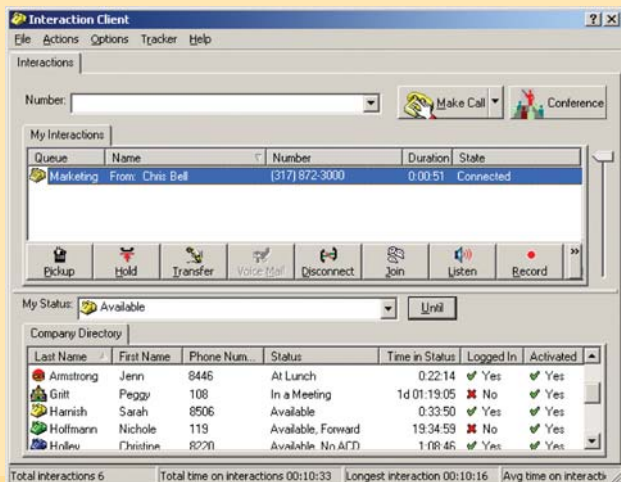 Interaction Client
File Actions Options Tracker Help
Interactions
Number: Make Call Conference
My Interactions
Queue Name Number Duration State
Marketing From: Chris Bell (317) 872-3000 0:00:51 Connected
Pickup Hold Transfer Voice Mail Disconnect Join Listen Record »
My Status: Available Until
Company Directory
Last Name First Name Phone Num... Status Time in Status Logged In Activated
Armstrong Jenn 8446 At Lunch 0:22:14 Yes Yes
Gritt Peggy 108 In a Meeting 1d 01:19:05 No Yes
Harnish Sarah 8506 Available 0:33:50 Yes Yes
Hoffmann Nichole 119 Available, Forward 19:34:59 No Yes
Holley Christine 8220 Available, No ACD 1:08:46 Yes Yes
Total interactions 6 Total time on interactions 00:10:33 Longest interaction 00:10:16 Avg time on interacti